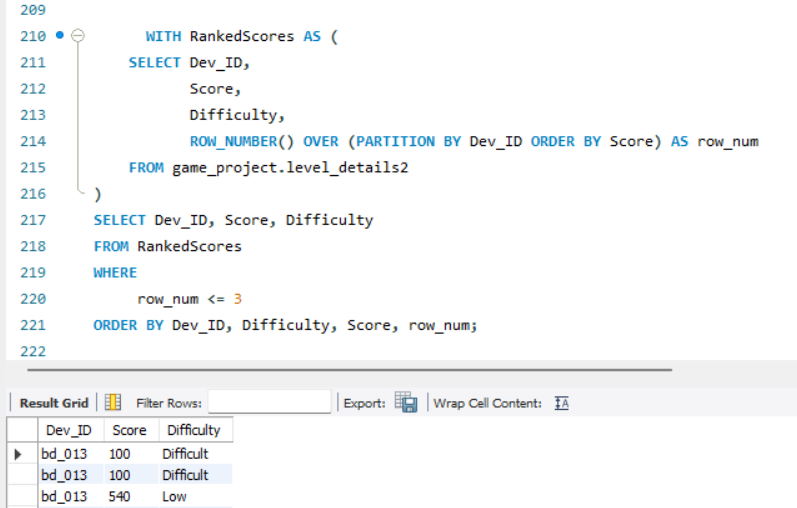 209
210 WITH RankedScores AS (
211 SELECT Dev_ID,
212 Score,
213 Difficulty,
214 ROW_NUMBER() OVER (PARTITION BY Dev_ID ORDER BY Score) AS row_num
215 FROM game_project.level_details2
216 )
217 SELECT Dev_ID, Score, Difficulty
218 FROM RankedScores
219 WHERE
220 row_num <= 3
221 ORDER BY Dev_ID, Difficulty, Score, row_num;
222
Result Grid Filter Rows: Export: Wrap Cell Content: IA
Dev_ID Score Difficulty
bd_013 100 Difficult
bd_013 100 Difficult
bd_013 540 Low